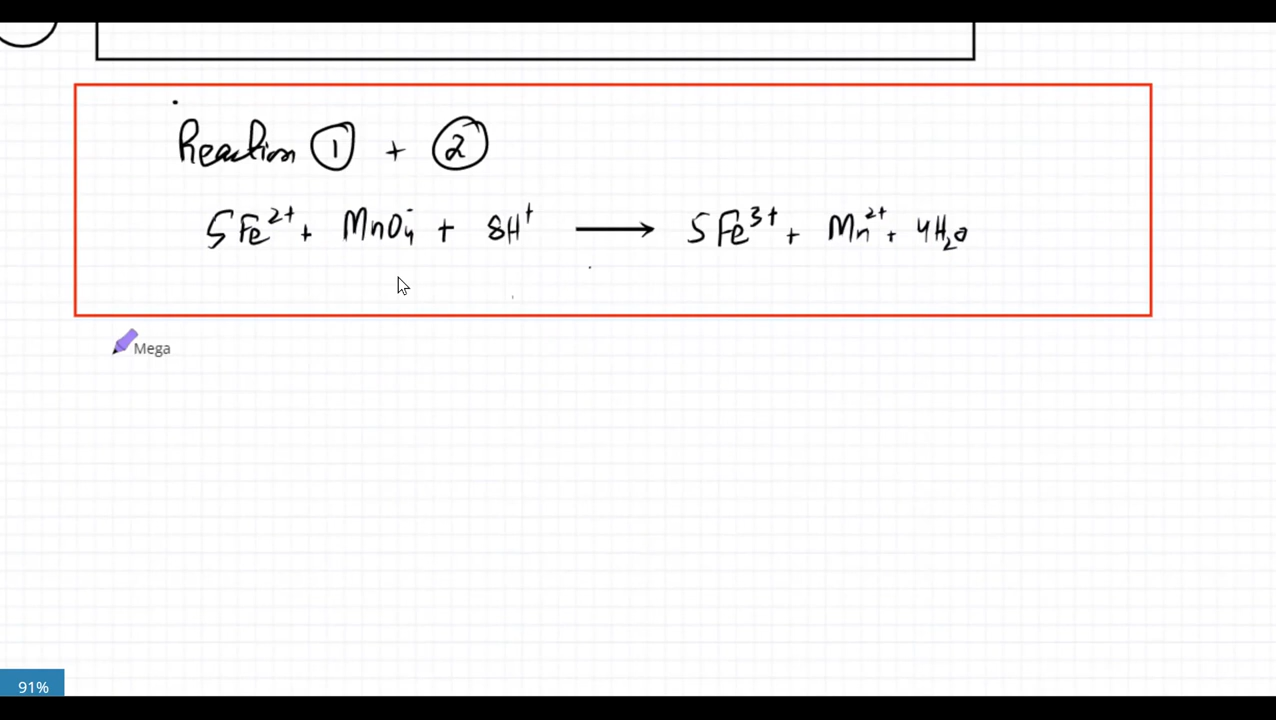 Reaction ① + ②
5Fe²⁺ + MnO₄⁻ + 8H⁺ ⟶ 5Fe³⁺ + Mn²⁺ + 4H₂O
Mega
91%